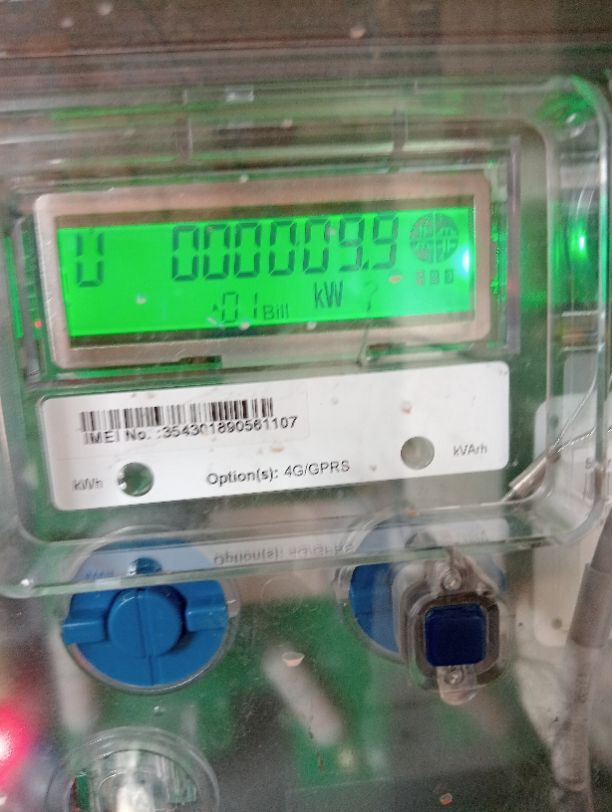 U 000009.9
:01 Bill kW ?
IMEI No. :354301890561107
kWh
Option(s): 4G/GPRS
kVArh